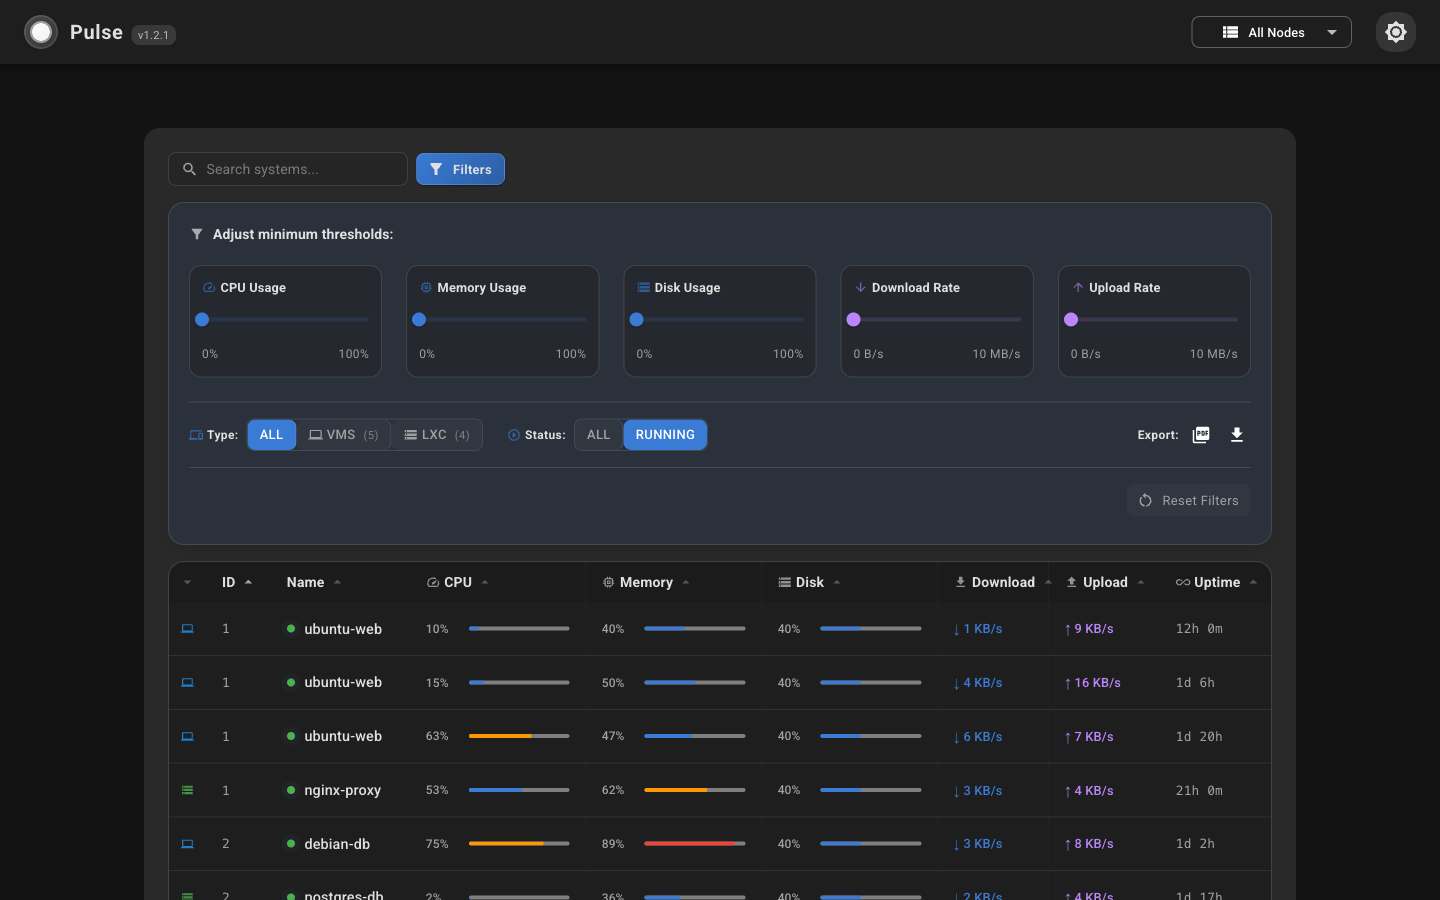 Pulse v1.2.1
All Nodes
Search systems...
Filters
Adjust minimum thresholds:
CPU Usage
0% 100%
Memory Usage
0% 100%
Disk Usage
0% 100%
Download Rate
0 B/s 10 MB/s
Upload Rate
0 B/s 10 MB/s
Type: ALL VMS (5) LXC (4) Status: ALL RUNNING Export: PDF
Reset Filters
ID Name CPU Memory Disk Download Upload Uptime
1 ubuntu-web 10% 40% 40% ↓ 1 KB/s ↑ 9 KB/s 12h 0m
1 ubuntu-web 15% 50% 40% ↓ 4 KB/s ↑ 16 KB/s 1d 6h
1 ubuntu-web 63% 47% 40% ↓ 6 KB/s ↑ 7 KB/s 1d 20h
1 nginx-proxy 53% 62% 40% ↓ 3 KB/s ↑ 4 KB/s 21h 0m
2 debian-db 75% 89% 40% ↓ 3 KB/s ↑ 8 KB/s 1d 2h
2 postgres-db 2% 36% 40% ↓ 2 KB/s ↑ 4 KB/s 1d 17h